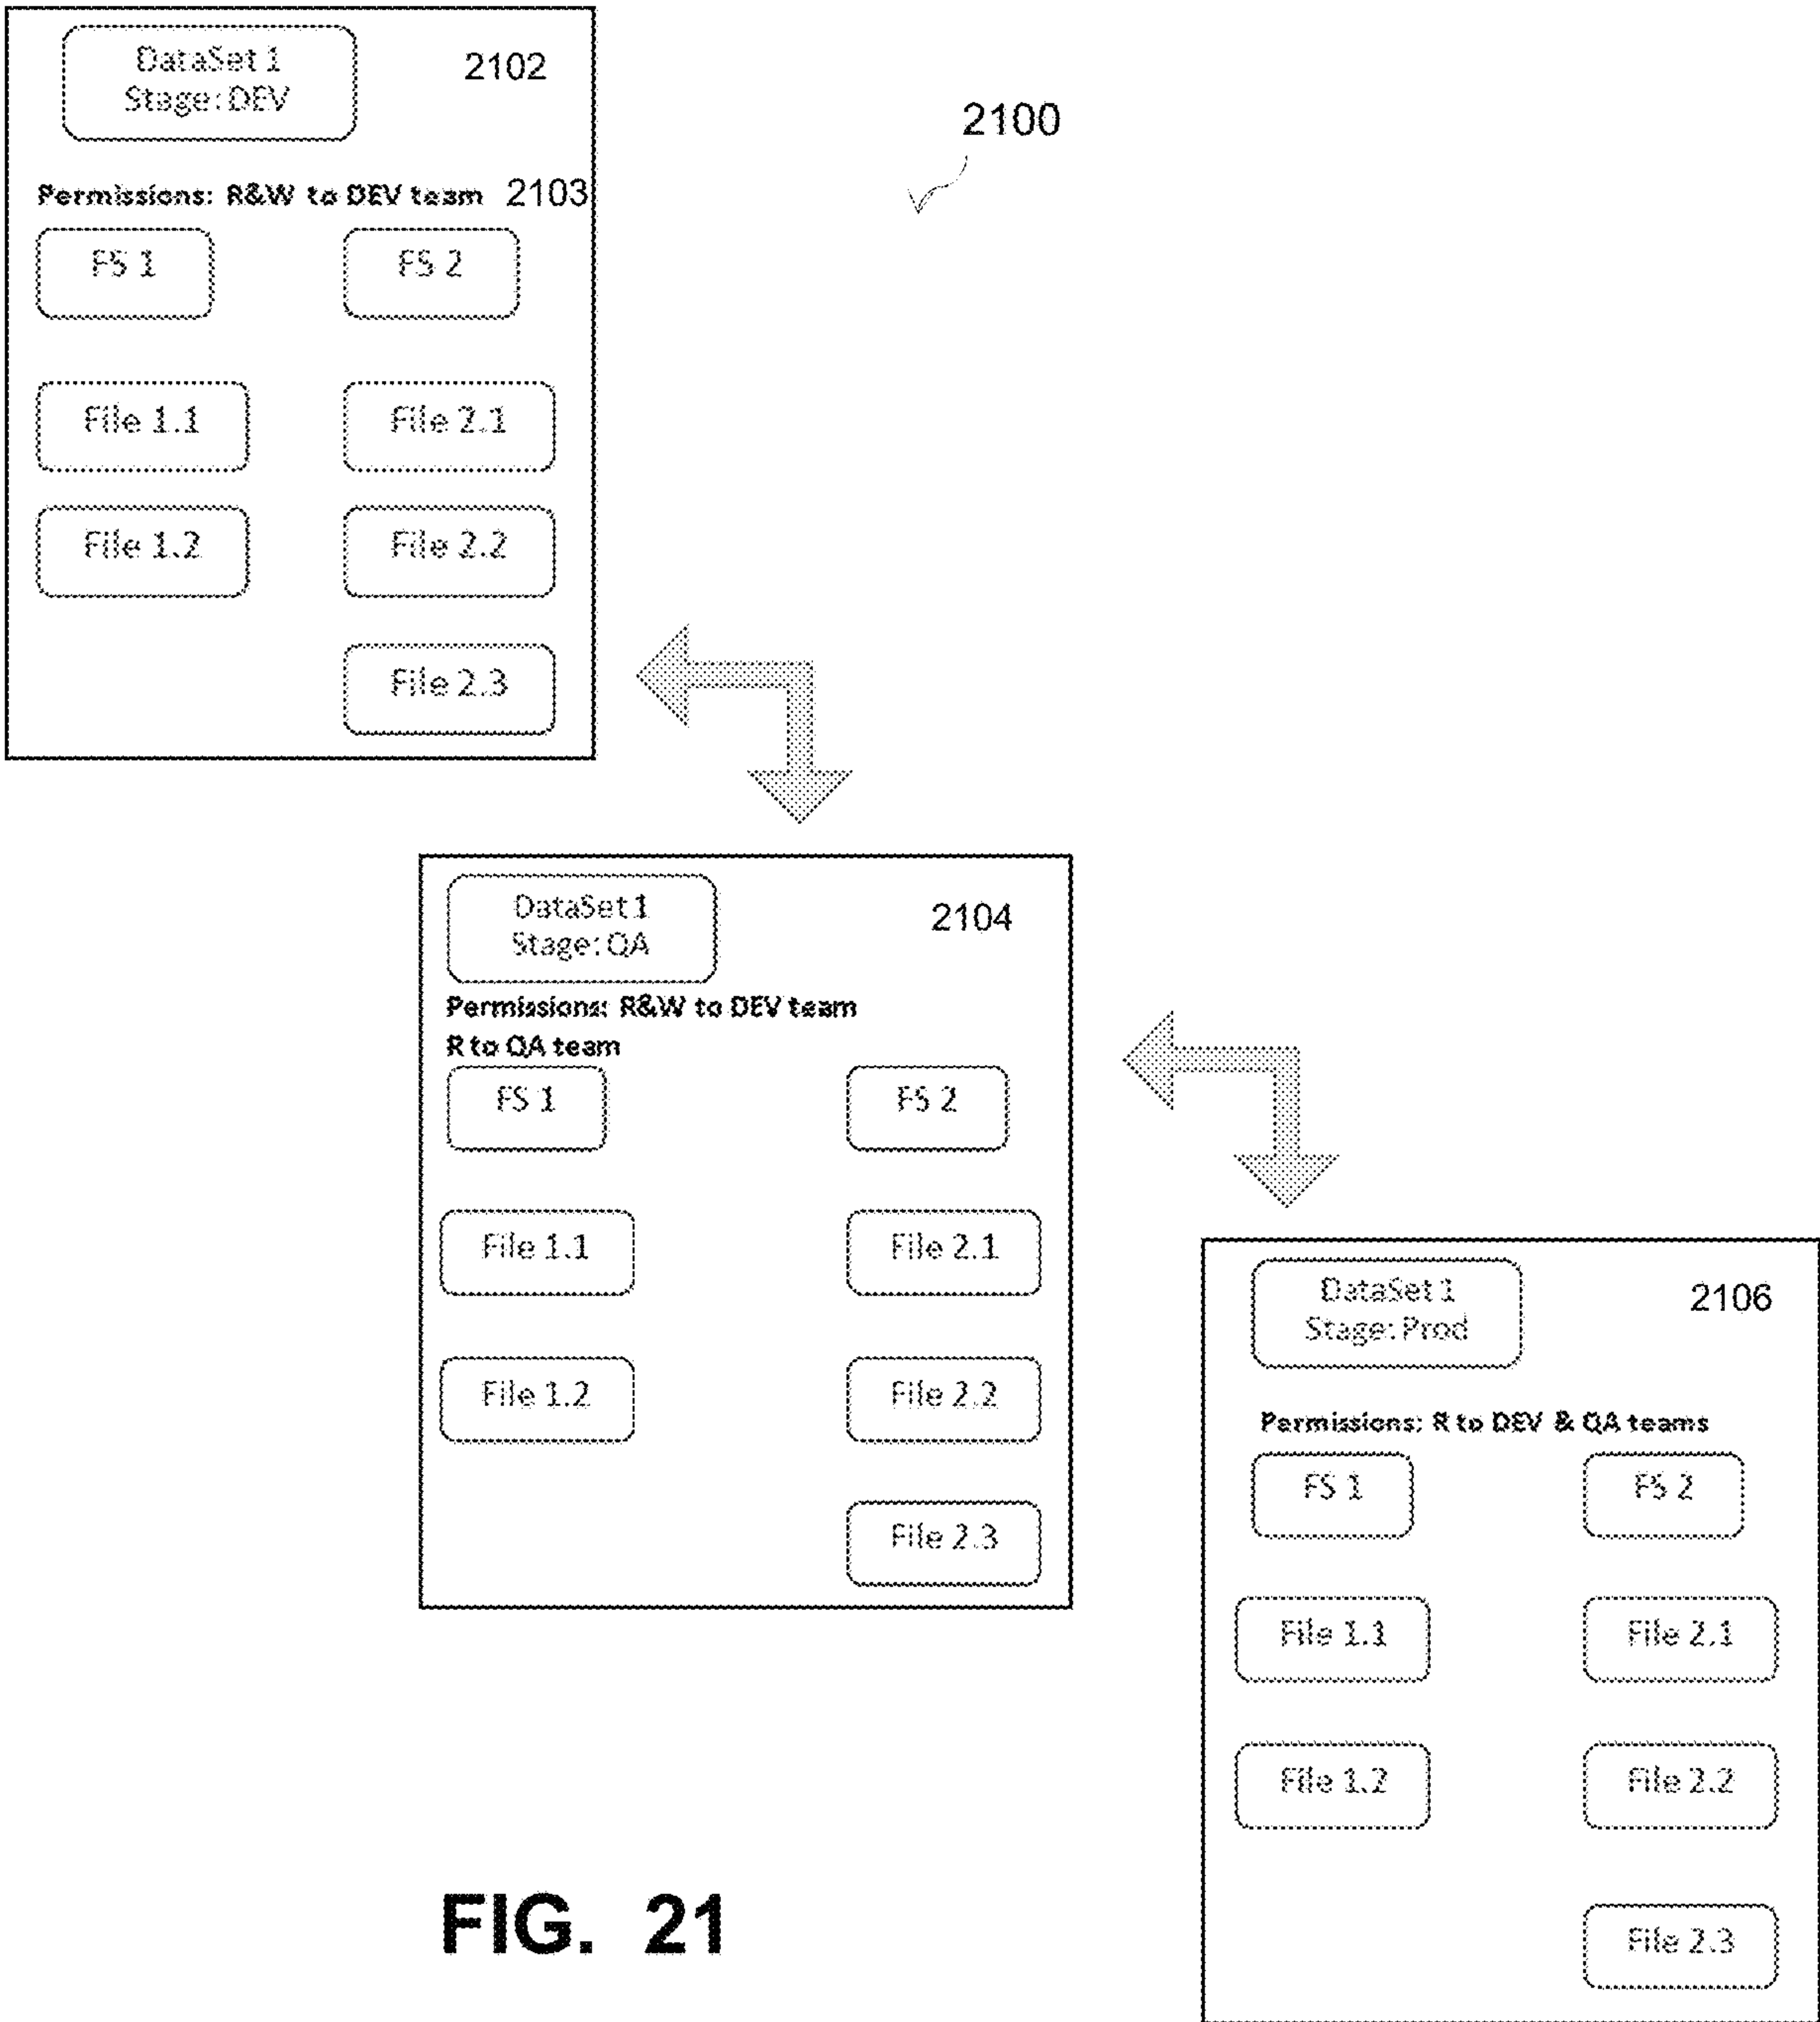 DataSet 1
Stage: DEV
2102
2100
Permissions: R&W to DEV team 2103
FS 1
FS 2
File 1.1
File 2.1
File 1.2
File 2.2
File 2.3
DataSet 1
Stage: QA
2104
Permissions: R&W to DEV team
R to QA team
FS 1
FS 2
File 1.1
File 2.1
File 1.2
File 2.2
File 2.3
DataSet 1
Stage: Prod
2106
Permissions: R to DEV & QA teams
FS 1
FS 2
File 1.1
File 2.1
File 1.2
File 2.2
File 2.3
FIG. 21